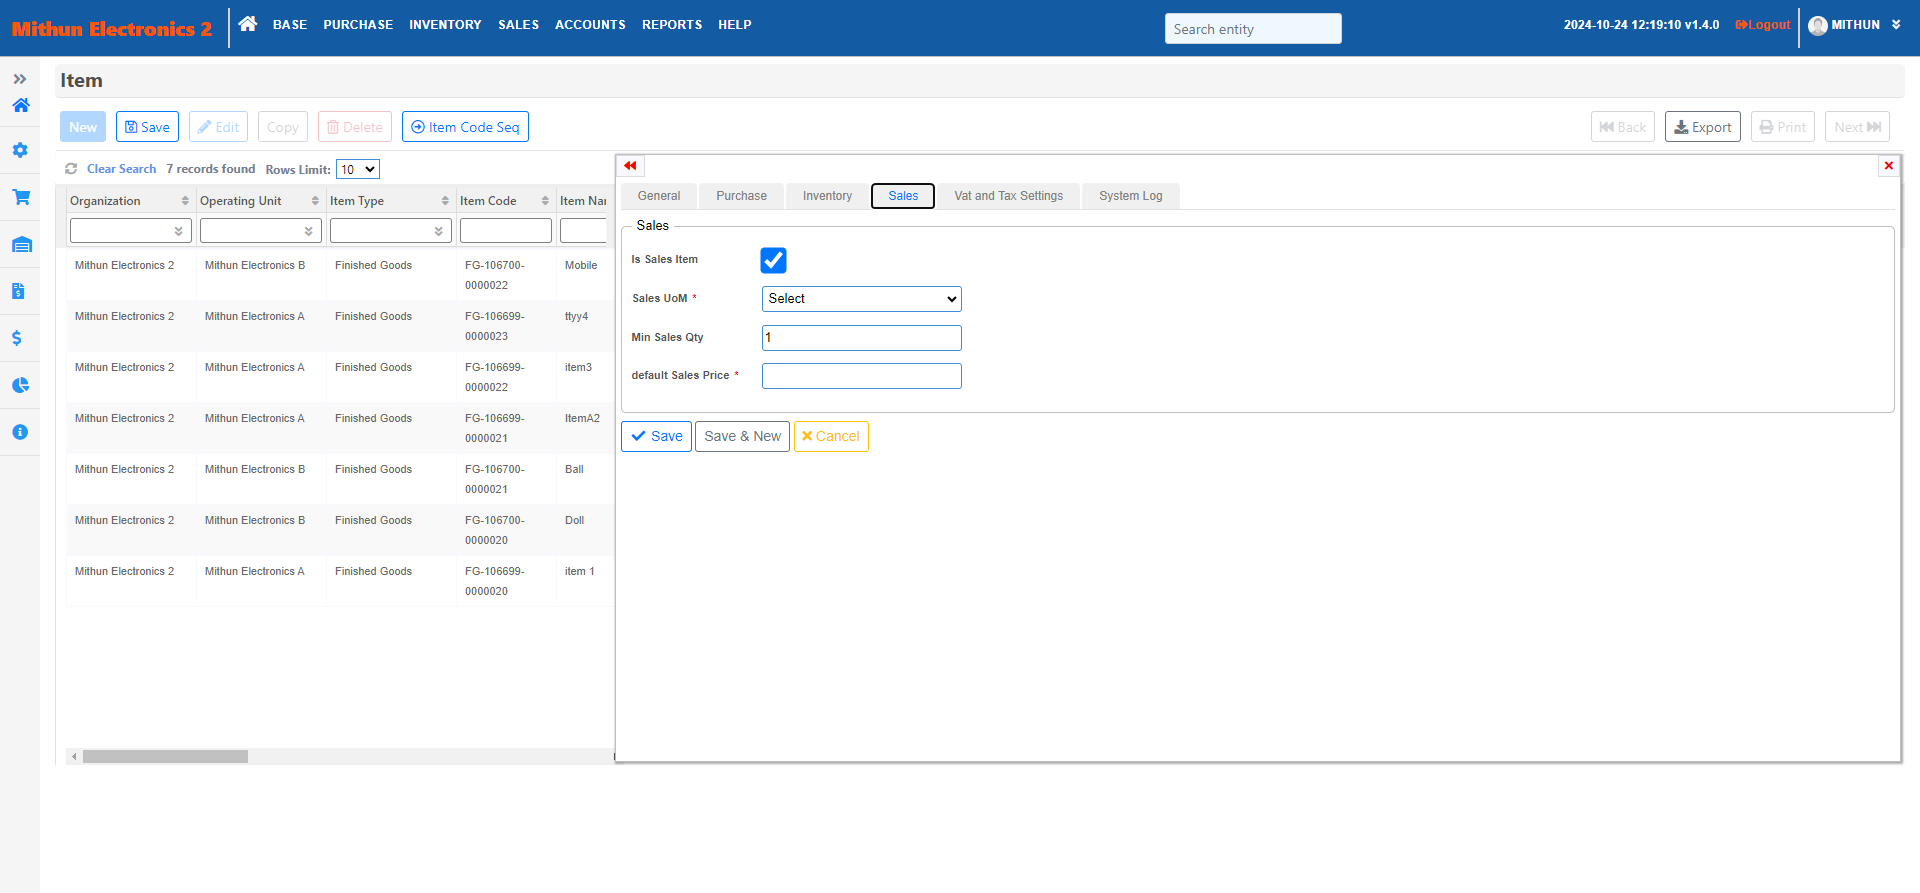 Mithun Electronics 2
BASE PURCHASE INVENTORY SALES ACCOUNTS REPORTS HELP
Search entity
2024-10-24 12:19:10 v1.4.0 Logout MITHUN
Item
New Save Edit Copy Delete Item Code Seq
Back Export Print Next
Clear Search 7 records found Rows Limit: 10
Organization Operating Unit Item Type Item Code Item Nar
Mithun Electronics 2 Mithun Electronics B Finished Goods FG-106700-0000022 Mobile
Mithun Electronics 2 Mithun Electronics A Finished Goods FG-106699-0000023 ttyy4
Mithun Electronics 2 Mithun Electronics A Finished Goods FG-106699-0000022 item3
Mithun Electronics 2 Mithun Electronics A Finished Goods FG-106699-0000021 ItemA2
Mithun Electronics 2 Mithun Electronics B Finished Goods FG-106700-0000021 Ball
Mithun Electronics 2 Mithun Electronics B Finished Goods FG-106700-0000020 Doll
Mithun Electronics 2 Mithun Electronics A Finished Goods FG-106699-0000020 item 1
General Purchase Inventory Sales Vat and Tax Settings System Log
Sales
Is Sales Item
Sales UoM * Select
Min Sales Qty 1
default Sales Price *
Save Save & New Cancel